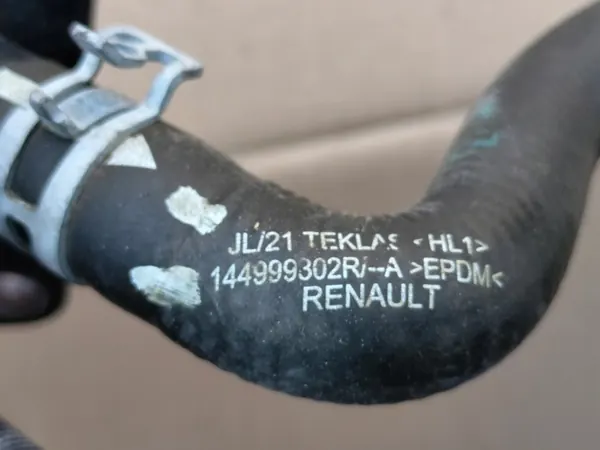 JL/21 TEKLAS <HL1>
144999302R/--A >EPDM<
RENAULT